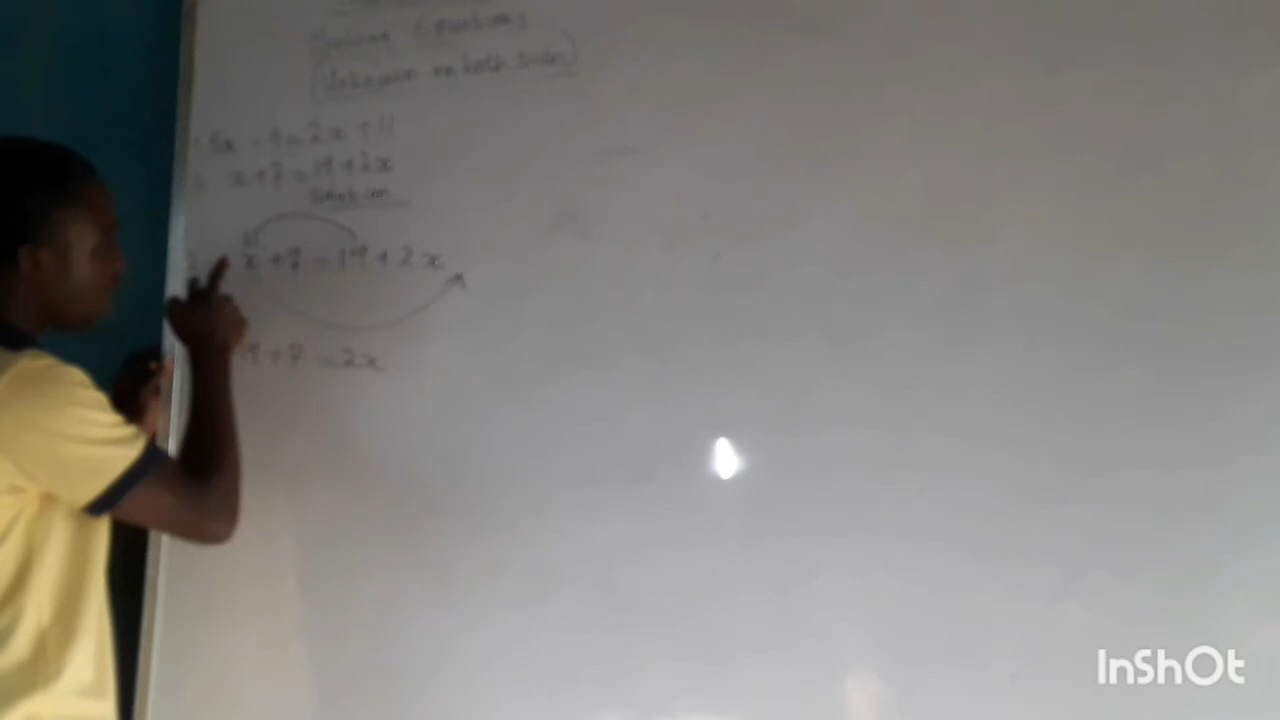 Solving Equations
(Unknown on both sides)
5x - 4 = 2x + 11
x + 7 = 19 + 2x
Solution
x + 7 = 19 + 2x
19 + 7 = 2x
InShOt